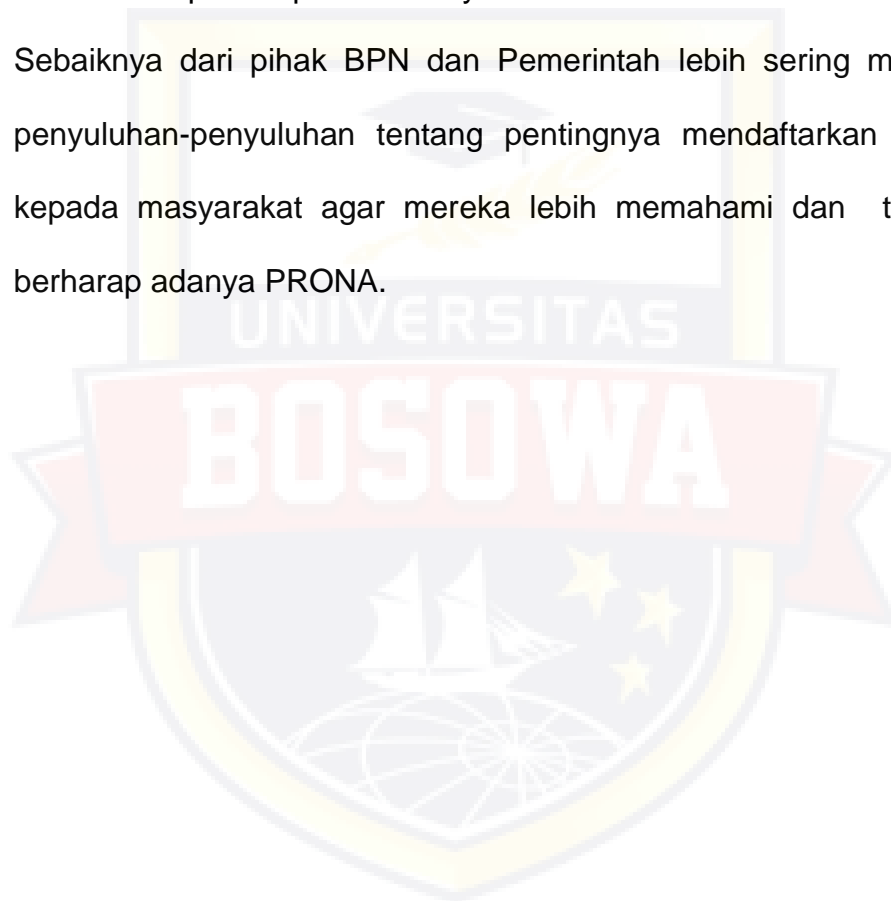 Sebaiknya dari pihak BPN dan Pemerintah lebih sering
penyuluhan-penyuluhan tentang pentingnya mendaftarkan
kepada masyarakat agar mereka lebih memahami dan
berharap adanya PRONA.
UNIVERSITAS
BOSOWA